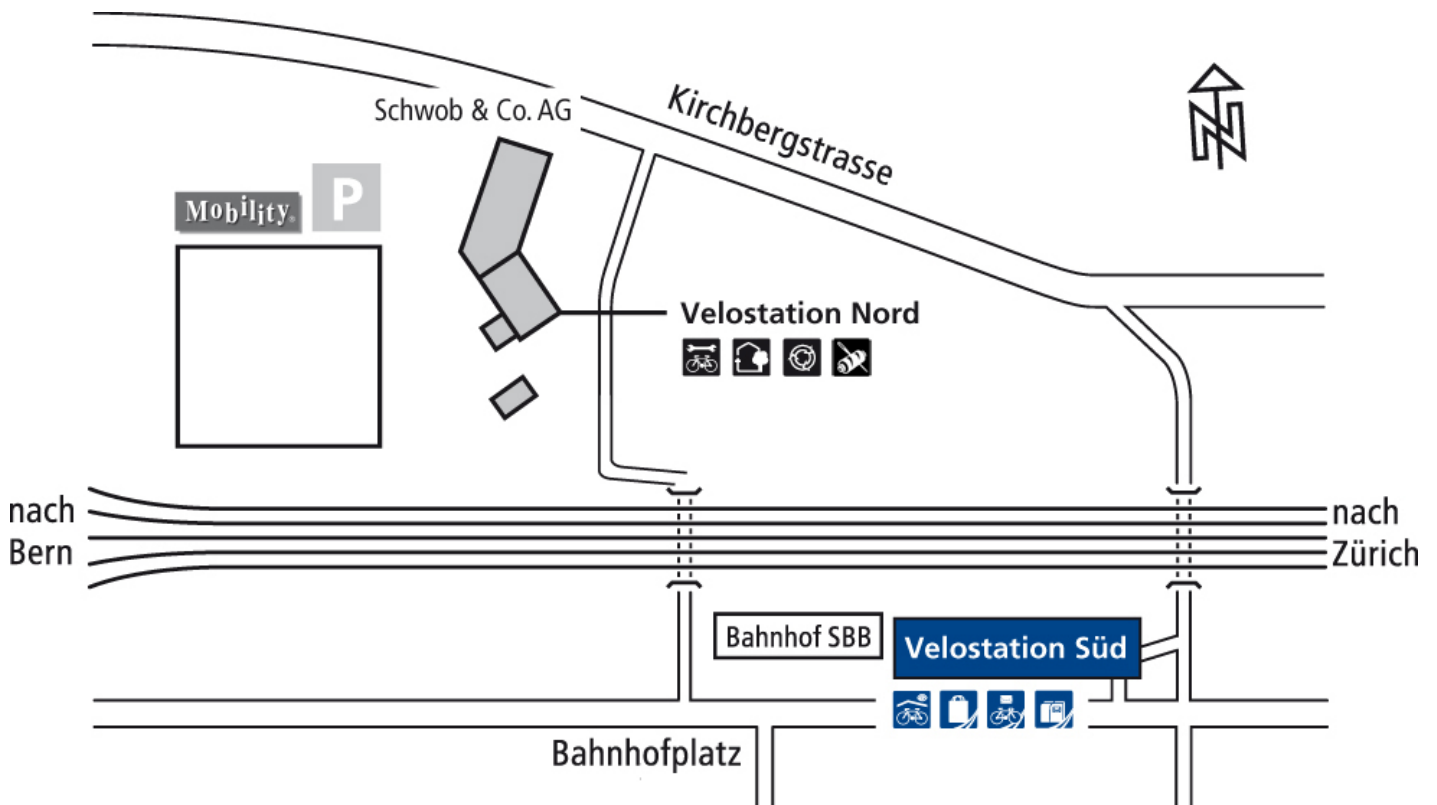 Schwob & Co. AG
Kirchbergstrasse
Mobility
P
N
Velostation Nord
nach
Bern
nach
Zürich
Bahnhof SBB
Velostation Süd
Bahnhofplatz